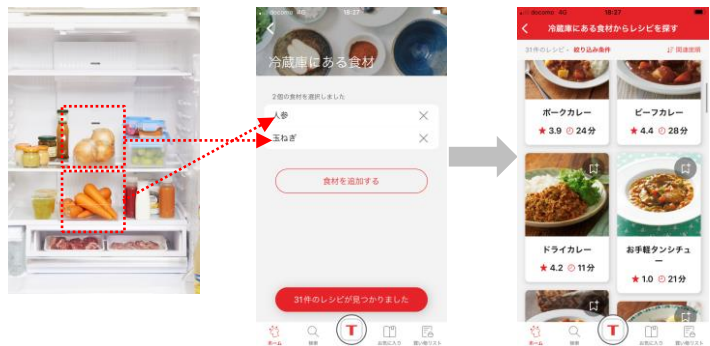 docomo 4G 18:27
冷蔵庫にある食材
2個の食材を選択しました
人参
玉ねぎ
食材を追加する
31件のレシピが見つかりました
ホーム
検索
T
お気に入り
買い物リスト
docomo 4G 18:27
冷蔵庫にある食材からレシピを探す
31件のレシピ・絞り込み条件
関連度順
ポークカレー
★ 3.9 24分
ビーフカレー
★ 4.4 28分
ドライカレー
★ 4.2 11分
お手軽タンシチュ
ー
★ 1.0 21分
ホーム
検索
T
お気に入り
買い物リスト